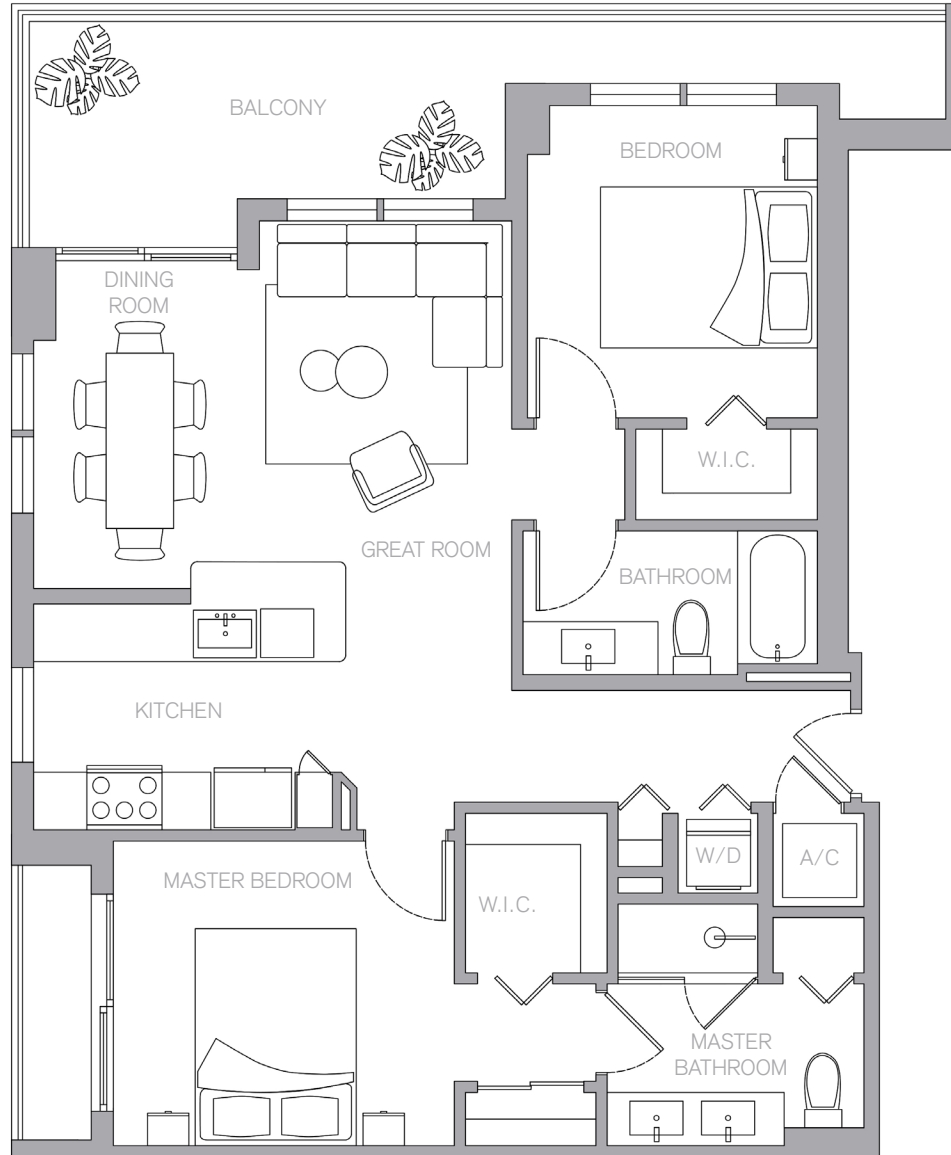 BALCONY
BEDROOM
DINING
ROOM
W.I.C.
GREAT ROOM
BATHROOM
KITCHEN
W/D
A/C
MASTER BEDROOM
W.I.C.
MASTER
BATHROOM